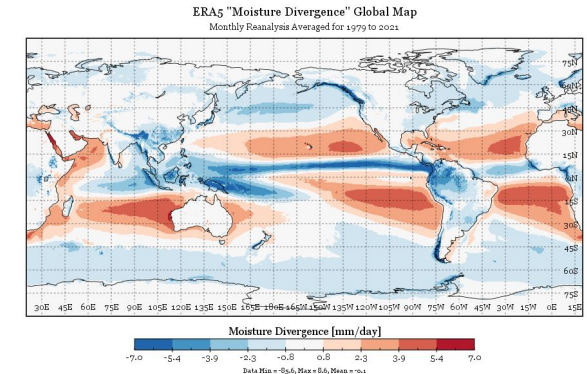 ERA5 "Moisture Divergence" Global Map
Monthly Reanalysis Averaged for 1979 to 2021
75N
60N
45N
30N
15N
0N
15S
30S
45S
60S
75S
30E 45E 60E 75E 90E 105E 120E 135E 150E 165E 180E 165W 150W 135W 120W 105W 90W 75W 60W 45W 30W 15W 0E 15E
Moisture Divergence [mm/day]
-7.0 -5.4 -3.9 -2.3 -0.8 0.8 2.3 3.9 5.4 7.0
Data Min = -85.6, Max = 8.6, Mean = -0.1